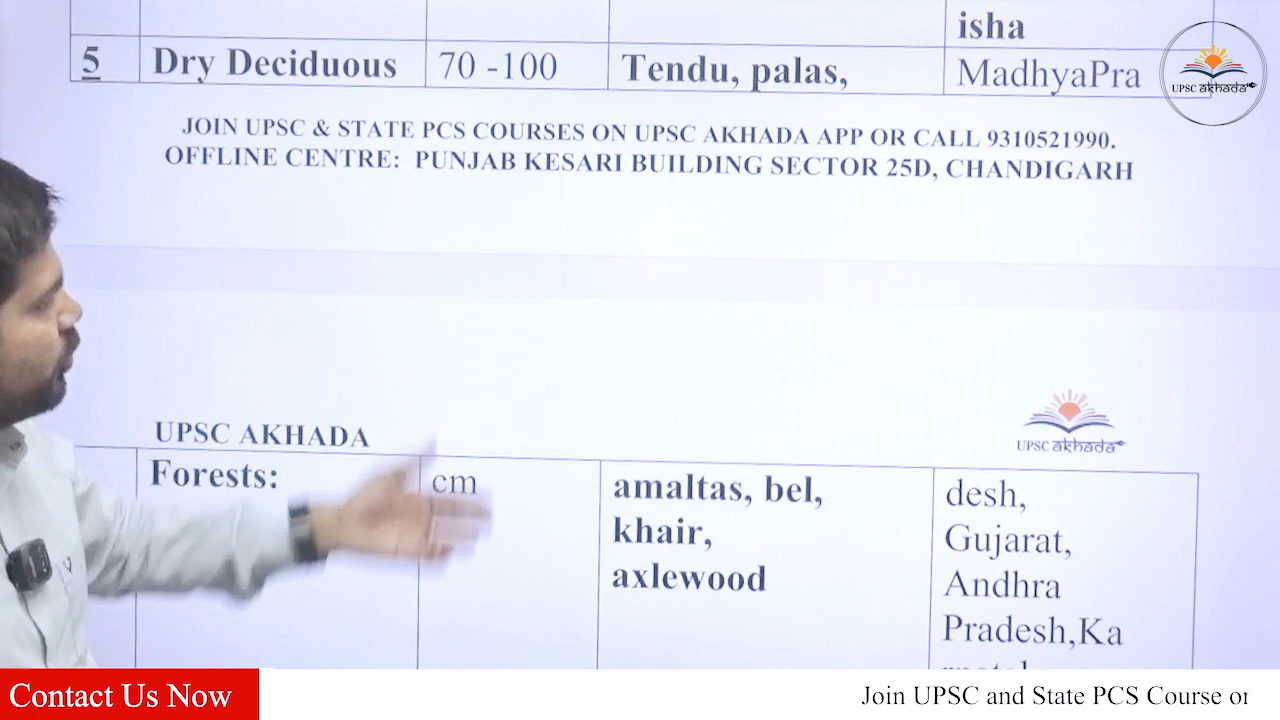 isha
5 Dry Deciduous 70 -100 Tendu, palas, MadhyaPra
UPSC akhada
JOIN UPSC & STATE PCS COURSES ON UPSC AKHADA APP OR CALL 9310521990.
OFFLINE CENTRE: PUNJAB KESARI BUILDING SECTOR 25D, CHANDIGARH
UPSC AKHADA
UPSC akhada
Forests: cm amaltas, bel, desh,
khair, Gujarat,
axlewood Andhra
Pradesh,Ka
Contact Us Now
Join UPSC and State PCS Course or